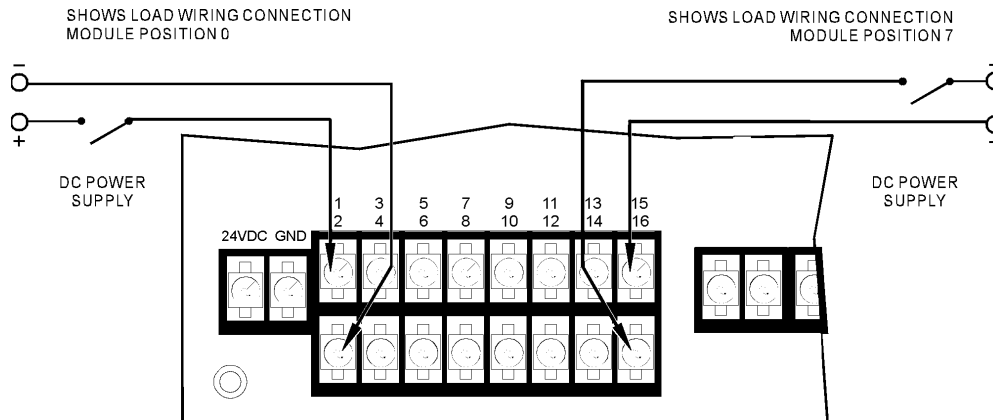 SHOWS LOAD WIRING CONNECTION
MODULE POSITION 0
SHOWS LOAD WIRING CONNECTION
MODULE POSITION 7
−
−
+
−
DC POWER
SUPPLY
DC POWER
SUPPLY
1 3 5 7 9 11 13 15
2 4 6 8 10 12 14 16
24VDC GND